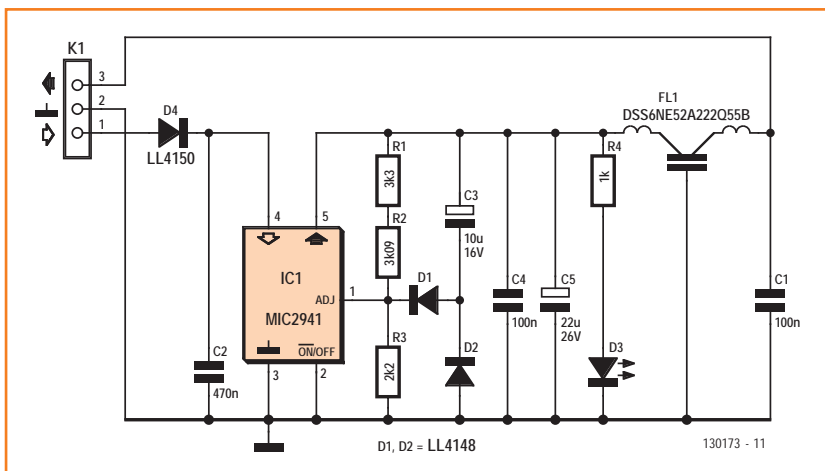 K1
3
2
1
D4
LL4150
4
5
IC1
MIC2941
ADJ
1
ON/OFF
3
2
C2
470n
R1
3k3
R2
3k09
R3
2k2
D1
D2
C3
10u
16V
C4
100n
C5
22u
26V
R4
1k
D3
FL1
DSS6NE52A222Q55B
C1
100n
D1, D2 = LL4148
130173 - 11